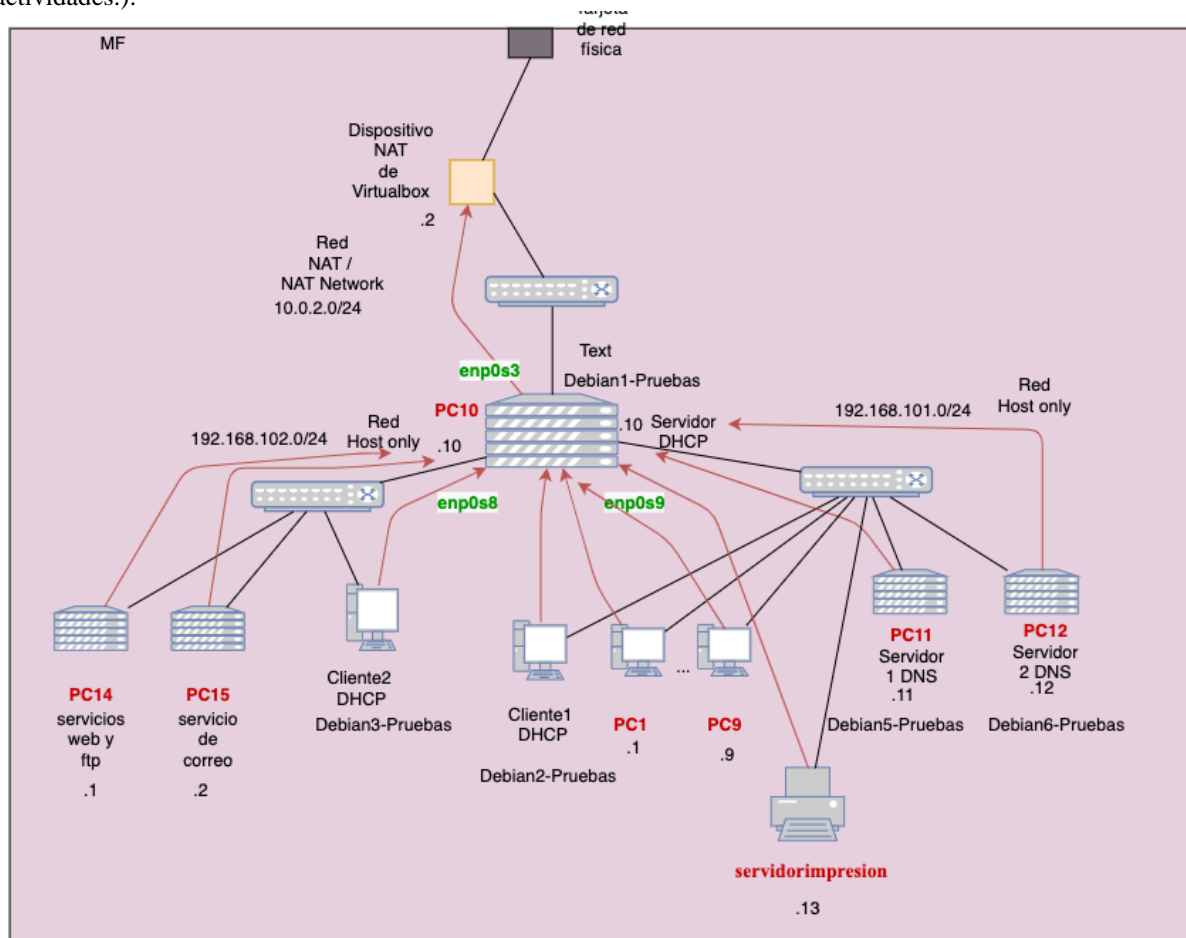 actividades.).
MF
Tarjeta
de red
física
Dispositivo
NAT
de
Virtualbox
.2
Red
NAT /
NAT Network
10.0.2.0/24
Text
enp0s3
Debian1-Pruebas
PC10
Red
Host only
192.168.102.0/24
.10
.10
Servidor
DHCP
192.168.101.0/24
Red
Host only
enp0s8
enp0s9
PC14
servicios
web y
ftp
.1
PC15
servicio
de
correo
.2
Cliente2
DHCP
Debian3-Pruebas
Cliente1
DHCP
Debian2-Pruebas
PC1
.1
...
PC9
.9
PC11
Servidor
1 DNS
.11
Debian5-Pruebas
PC12
Servidor
2 DNS
.12
Debian6-Pruebas
servidorimpresion
.13